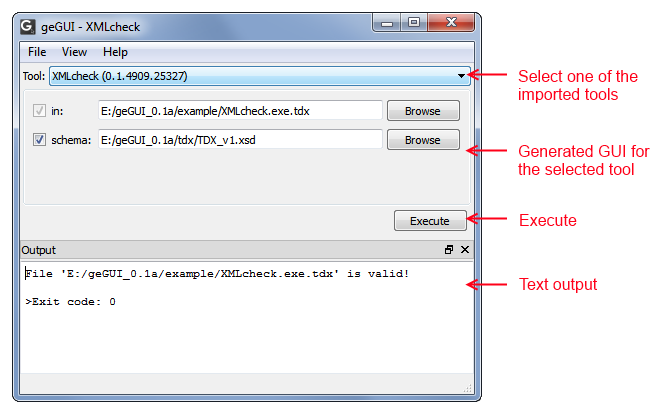 geGUI - XMLcheck
File View Help
Tool: XMLcheck (0.1.4909.25327)
Select one of the
imported tools
in: E:/geGUI_0.1a/example/XMLcheck.exe.tdx Browse
schema: E:/geGUI_0.1a/tdx/TDX_v1.xsd Browse
Generated GUI for
the selected tool
Execute
Execute
Output
File 'E:/geGUI_0.1a/example/XMLcheck.exe.tdx' is valid!
Text output
>Exit code: 0